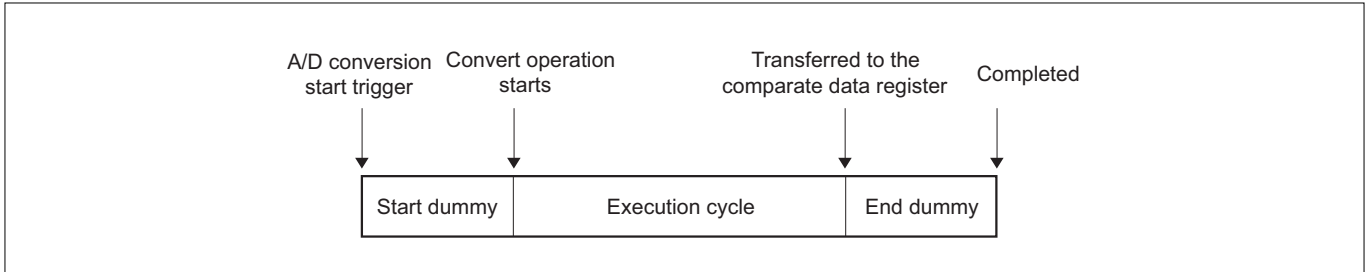 A/D conversion
start trigger
Convert operation
starts
Transferred to the
comparate data register
Completed
Start dummy
Execution cycle
End dummy